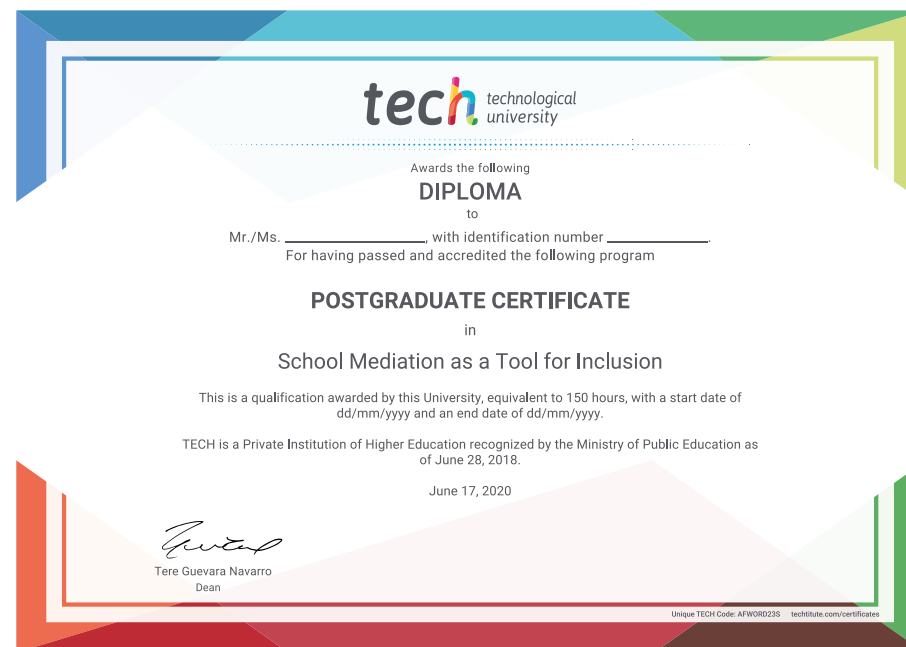 tech technological
university
Awards the following
DIPLOMA
to
Mr./Ms. ____________________, with identification number ______________.
For having passed and accredited the following program
POSTGRADUATE CERTIFICATE
in
School Mediation as a Tool for Inclusion
This is a qualification awarded by this University, equivalent to 150 hours, with a start date of
dd/mm/yyyy and an end date of dd/mm/yyyy.
TECH is a Private Institution of Higher Education recognized by the Ministry of Public Education as
of June 28, 2018.
June 17, 2020
Tere Guevara Navarro
Dean
Unique TECH Code: AFWORD23S techtitute.com/certificates